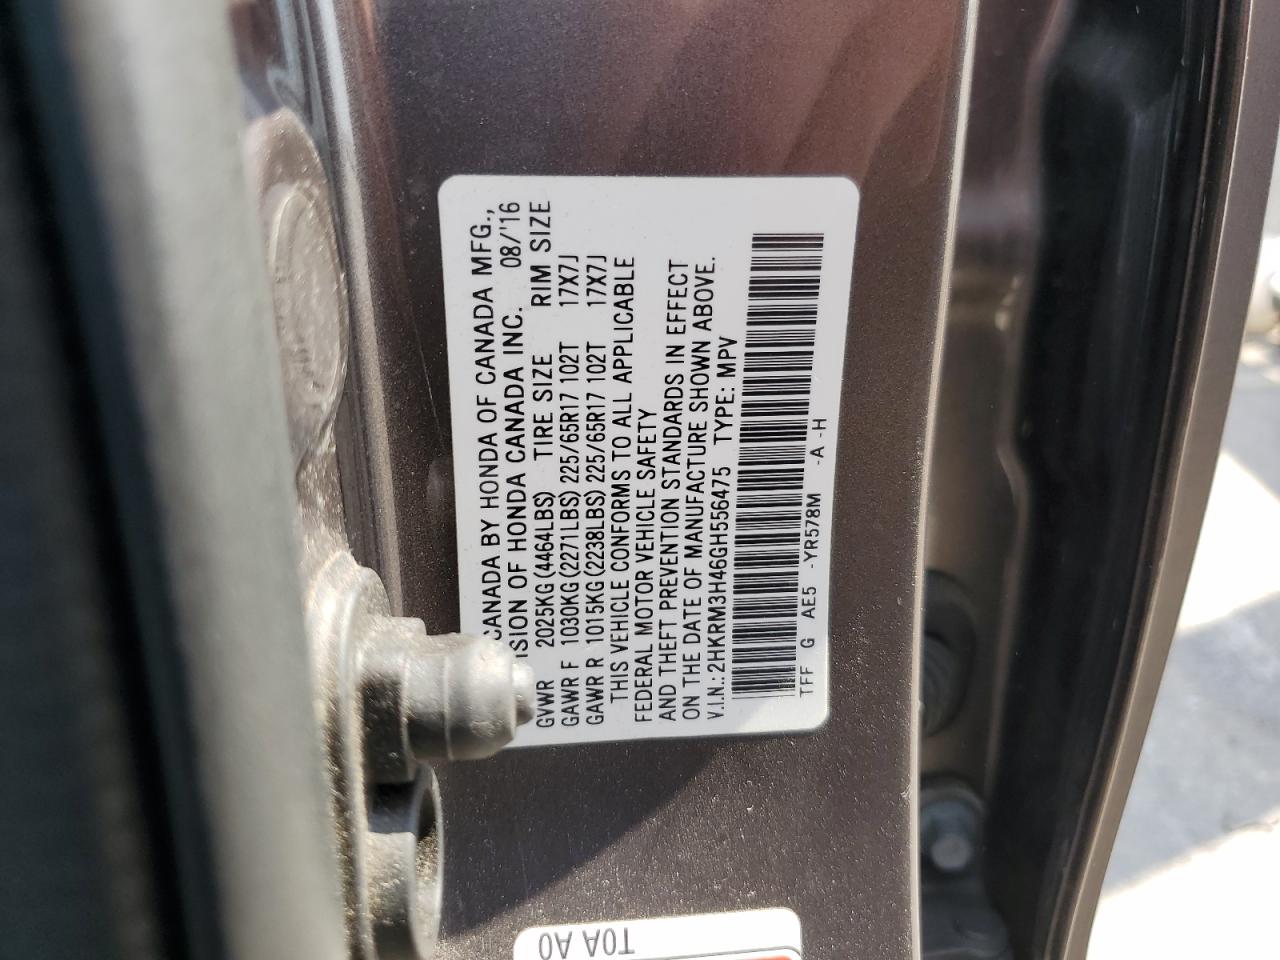 CANADA BY HONDA OF CANADA MFG.,
OF HONDA CANADA INC. 08/'16
GVWR 2025KG (4464LBS) TIRE SIZE RIM SIZE
GAWR F 1030KG (2271LBS) 225/65R17 102T 17X7J
GAWR R 1015KG (2238LBS) 225/65R17 102T 17X7J
THIS VEHICLE CONFORMS TO ALL APPLICABLE
FEDERAL MOTOR VEHICLE SAFETY
AND THEFT PREVENTION STANDARDS IN EFFECT
ON THE DATE OF MANUFACTURE SHOWN ABOVE.
V.I.N.: 2HKRM3H46GH556475 TYPE: MPV
TFF G AE5 -YR578M -A -H
T0A A0